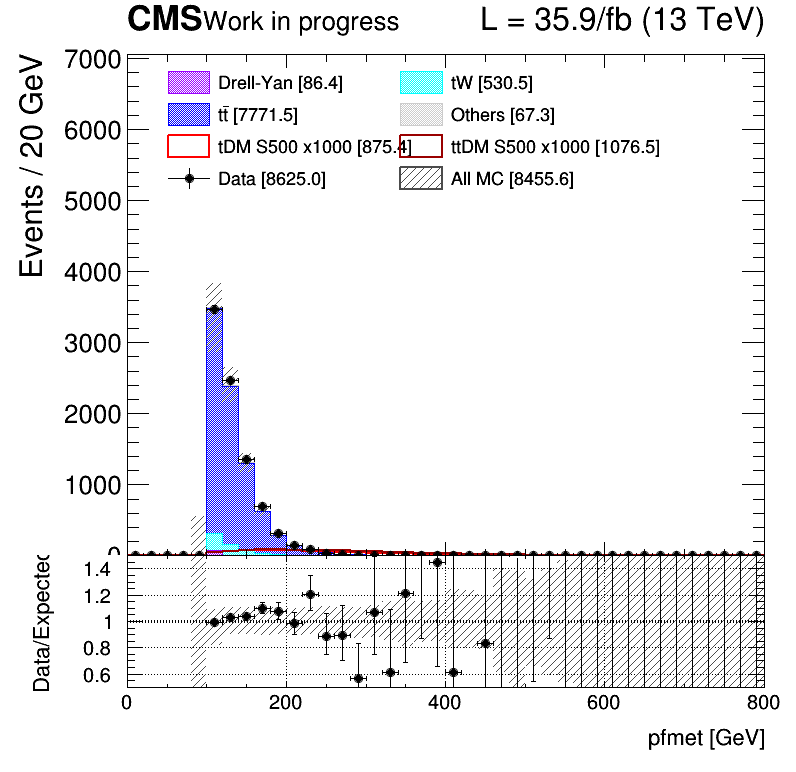 CMS Work in progress L = 35.9/fb (13 TeV)
Events / 20 GeV
7000
6000
5000
4000
3000
2000
1000
0
Drell-Yan [86.4] tW [530.5]
tt̄ [7771.5] Others [67.3]
tDM S500 x1000 [875.4] ttDM S500 x1000 [1076.5]
Data [8625.0] All MC [8455.6]
Data/Expected
1.4
1.2
1
0.8
0.6
0 200 400 600 800
pfmet [GeV]